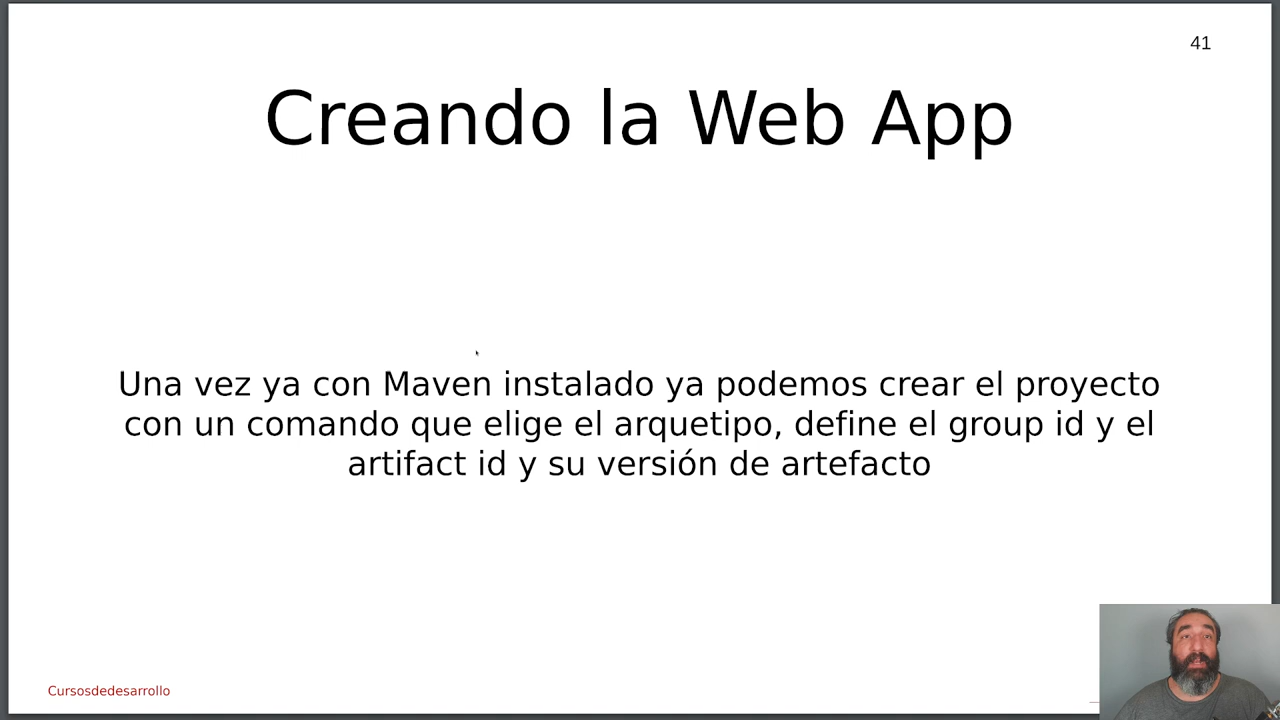 41
Creando la Web App
Una vez ya con Maven instalado ya podemos crear el proyecto
con un comando que elige el arquetipo, define el group id y el
artifact id y su versión de artefacto
Cursosdedesarrollo